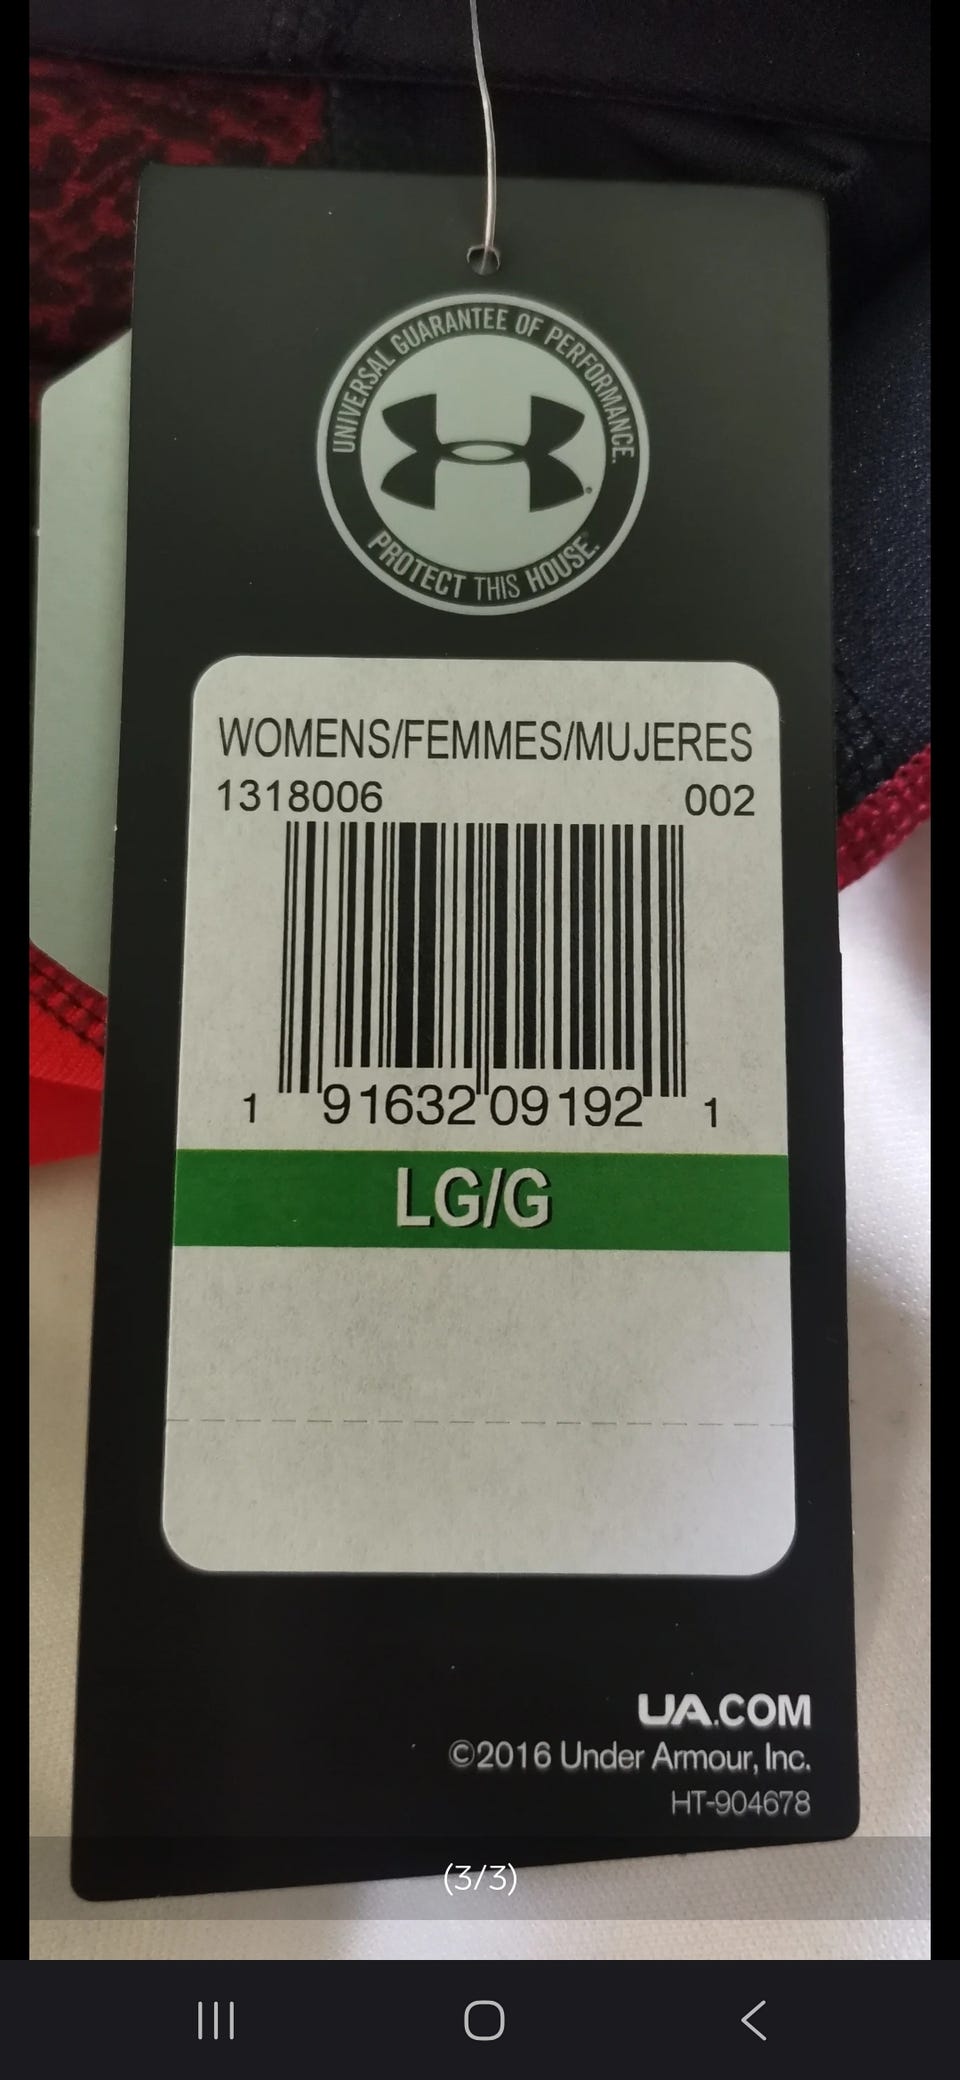 UNIVERSAL GUARANTEE OF PERFORMANCE.
PROTECT THIS HOUSE.
WOMENS/FEMMES/MUJERES
1318006 002
1 91632 09192 1
LG/G
UA.COM
©2016 Under Armour, Inc.
HT-904678
(3/3)